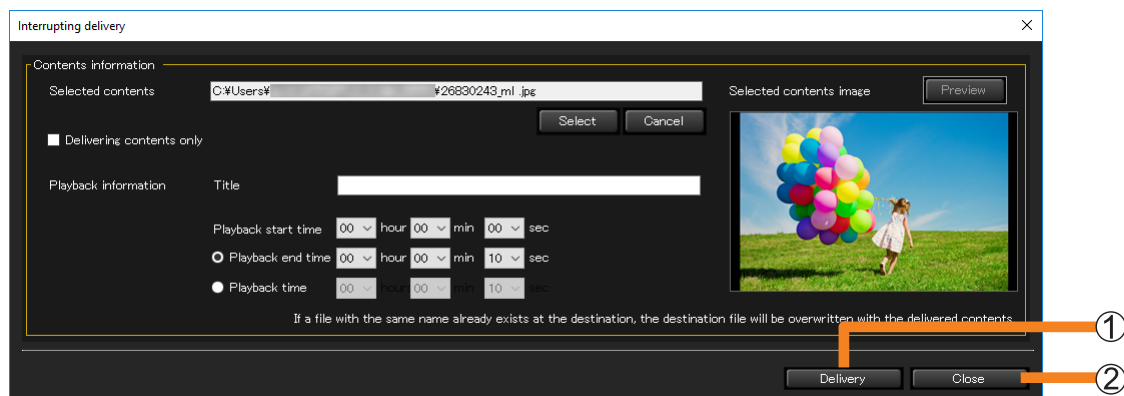 Interrupting delivery
Contents information
Selected contents C:¥Users¥ ¥26830243_ml .jpg Selected contents image Preview
Select Cancel
Delivering contents only
Playback information Title
Playback start time 00 hour 00 min 00 sec
Playback end time 00 hour 00 min 10 sec
Playback time 00 hour 00 min 10 sec
If a file with the same name already exists at the destination, the destination file will be overwritten with the delivered contents.
①
Delivery Close ②